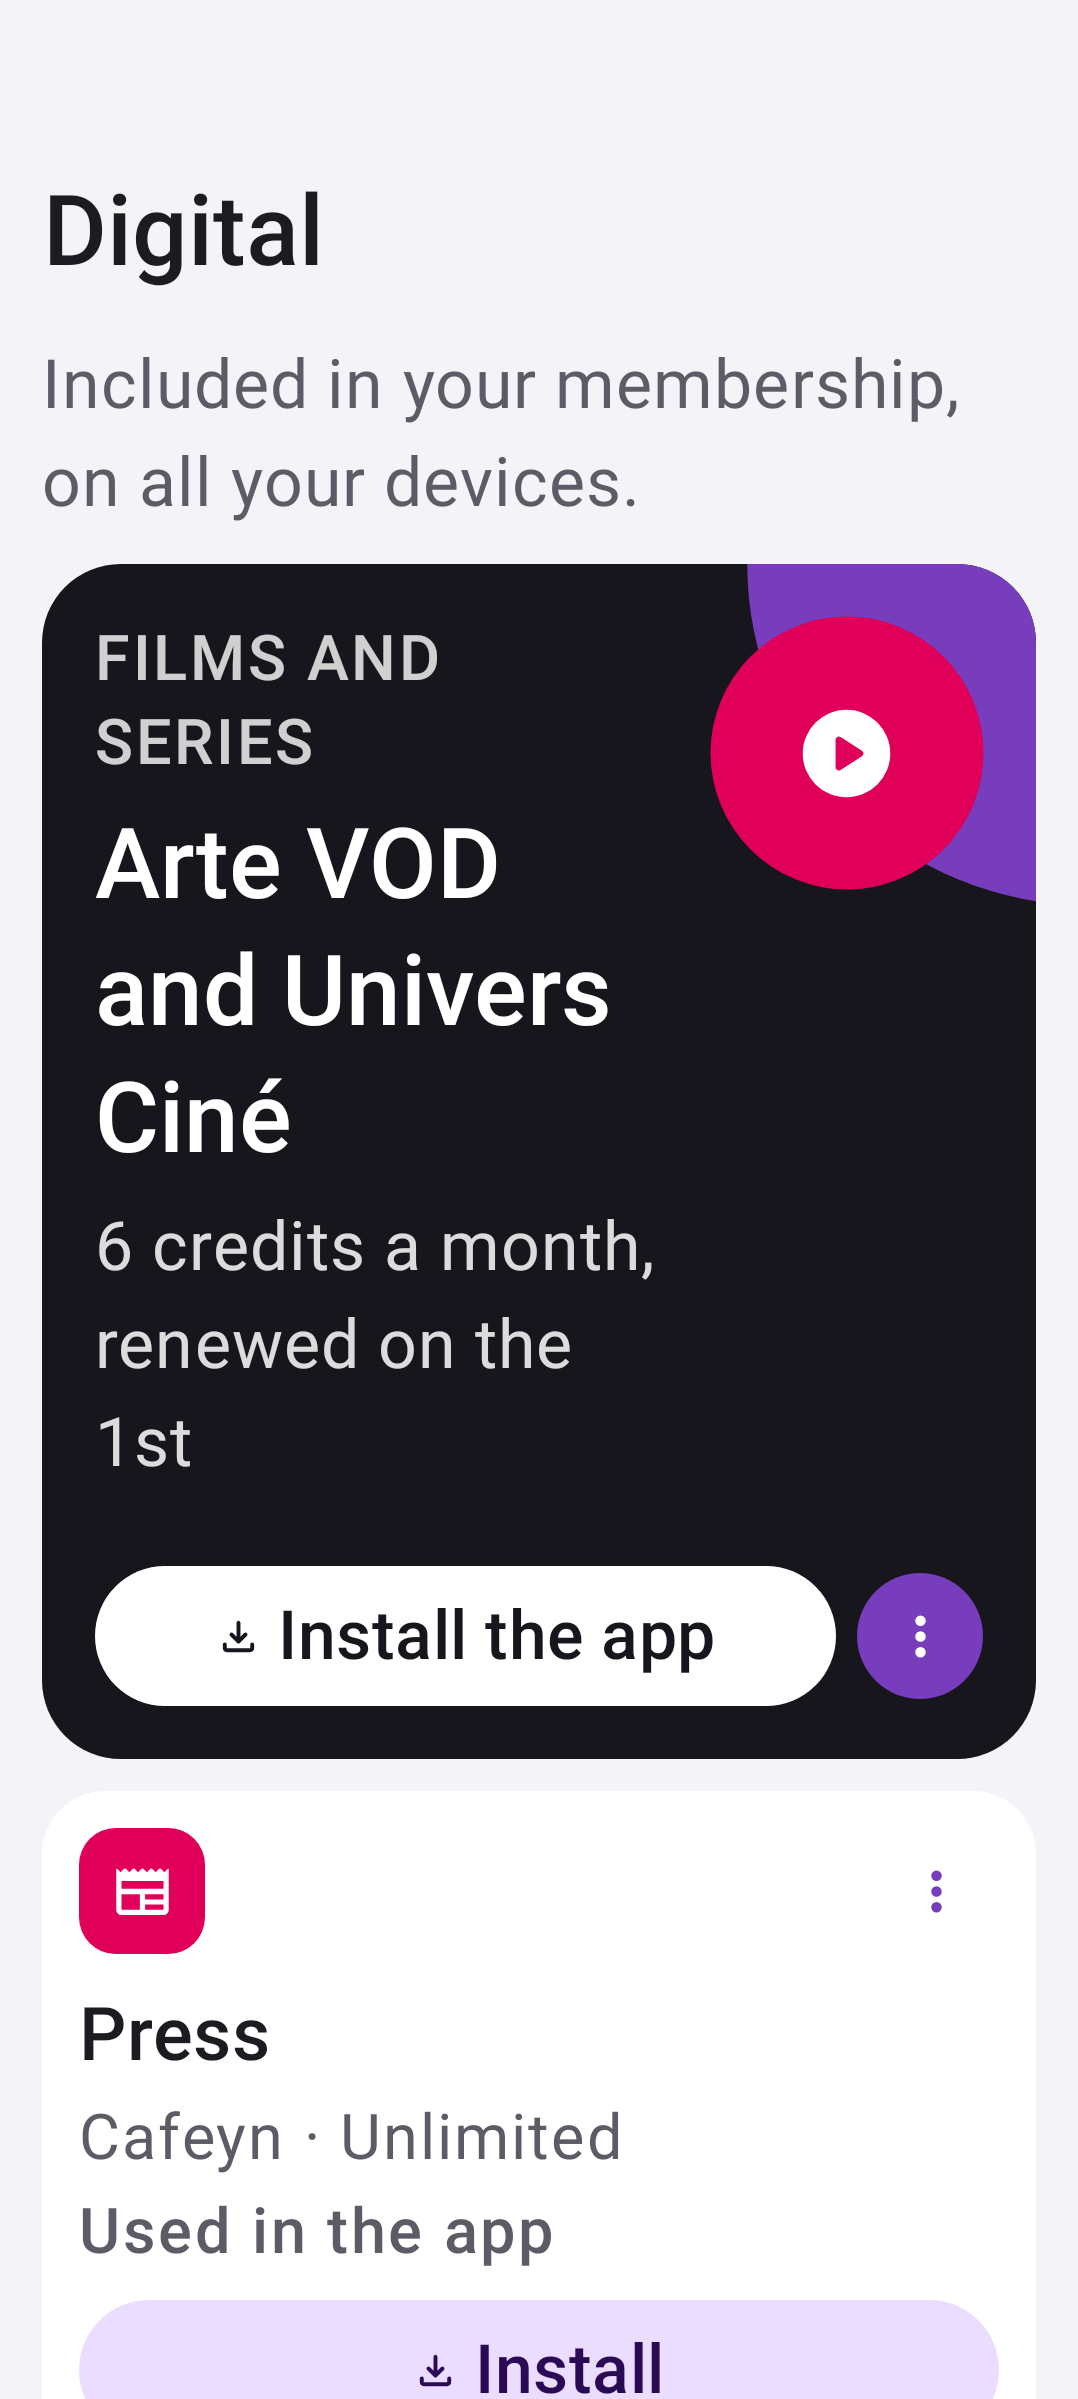 Digital
Included in your membership,
on all your devices.
FILMS AND
SERIES
Arte VOD
and Univers
Ciné
6 credits a month,
renewed on the
1st
Install the app
Press
Cafeyn · Unlimited
Used in the app
Install